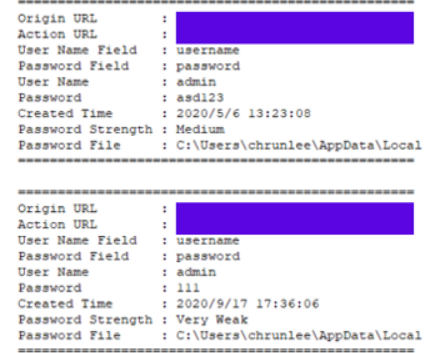 ==================================================
Origin URL :
Action URL :
User Name Field : username
Password Field : password
User Name : admin
Password : asd123
Created Time : 2020/5/6 13:23:08
Password Strength : Medium
Password File : C:\Users\chrunlee\AppData\Local
==================================================
==================================================
Origin URL :
Action URL :
User Name Field : username
Password Field : password
User Name : admin
Password : 111
Created Time : 2020/9/17 17:36:06
Password Strength : Very Weak
Password File : C:\Users\chrunlee\AppData\Local
==================================================